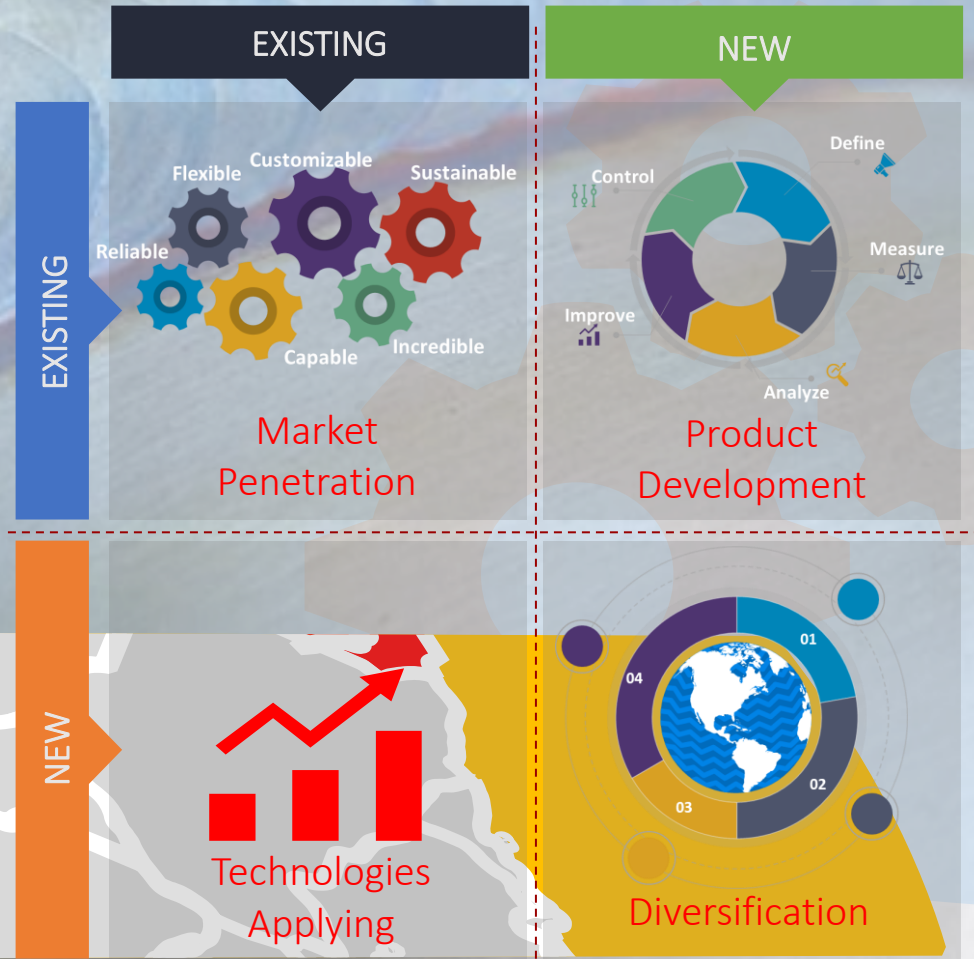 EXISTING
NEW
EXISTING
Flexible
Customizable
Sustainable
Reliable
Capable
Incredible
Market
Penetration
Define
Control
Measure
Improve
Analyze
Product
Development
NEW
Technologies
Applying
01
04
02
03
Diversification